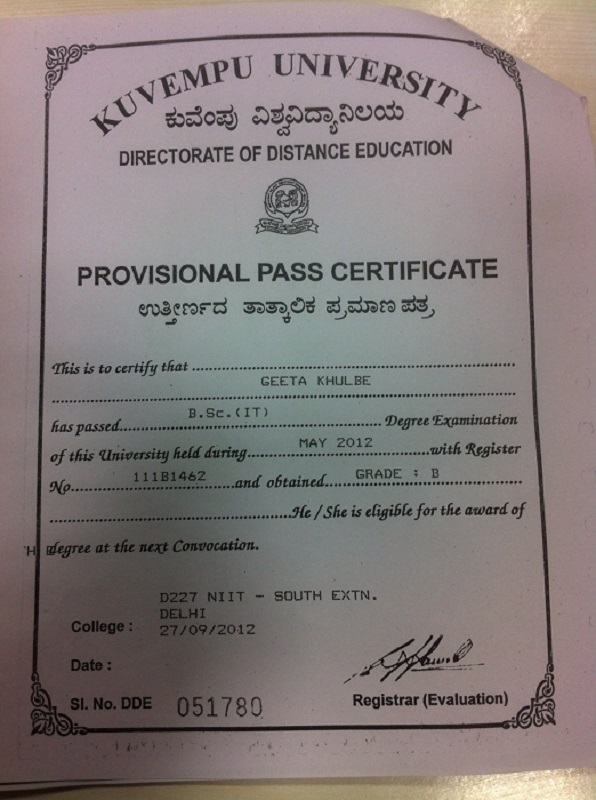 KUVEMPU UNIVERSITY
ಕುವೆಂಪು ವಿಶ್ವವಿದ್ಯಾನಿಲಯ
DIRECTORATE OF DISTANCE EDUCATION
PROVISIONAL PASS CERTIFICATE
ಉತ್ತೀರ್ಣದ ತಾತ್ಕಾಲಿಕ ಪ್ರಮಾಣ ಪತ್ರ
This is to certify that
GEETA KHULBE
has passed B.Sc.(IT) Degree Examination
of this University held during MAY 2012 with Register
No. 111B1462 and obtained GRADE : B
He / She is eligible for the award of
degree at the next Convocation.
D227 NIIT - SOUTH EXTN.
DELHI
College : 27/09/2012
Date :
Sl. No. DDE 051780 Registrar (Evaluation)